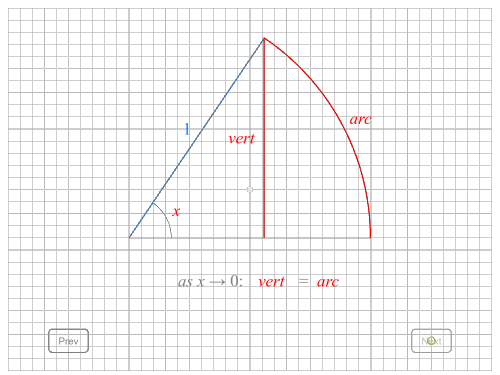 1
vert
arc
x
as x → 0: vert = arc
Prev
Next